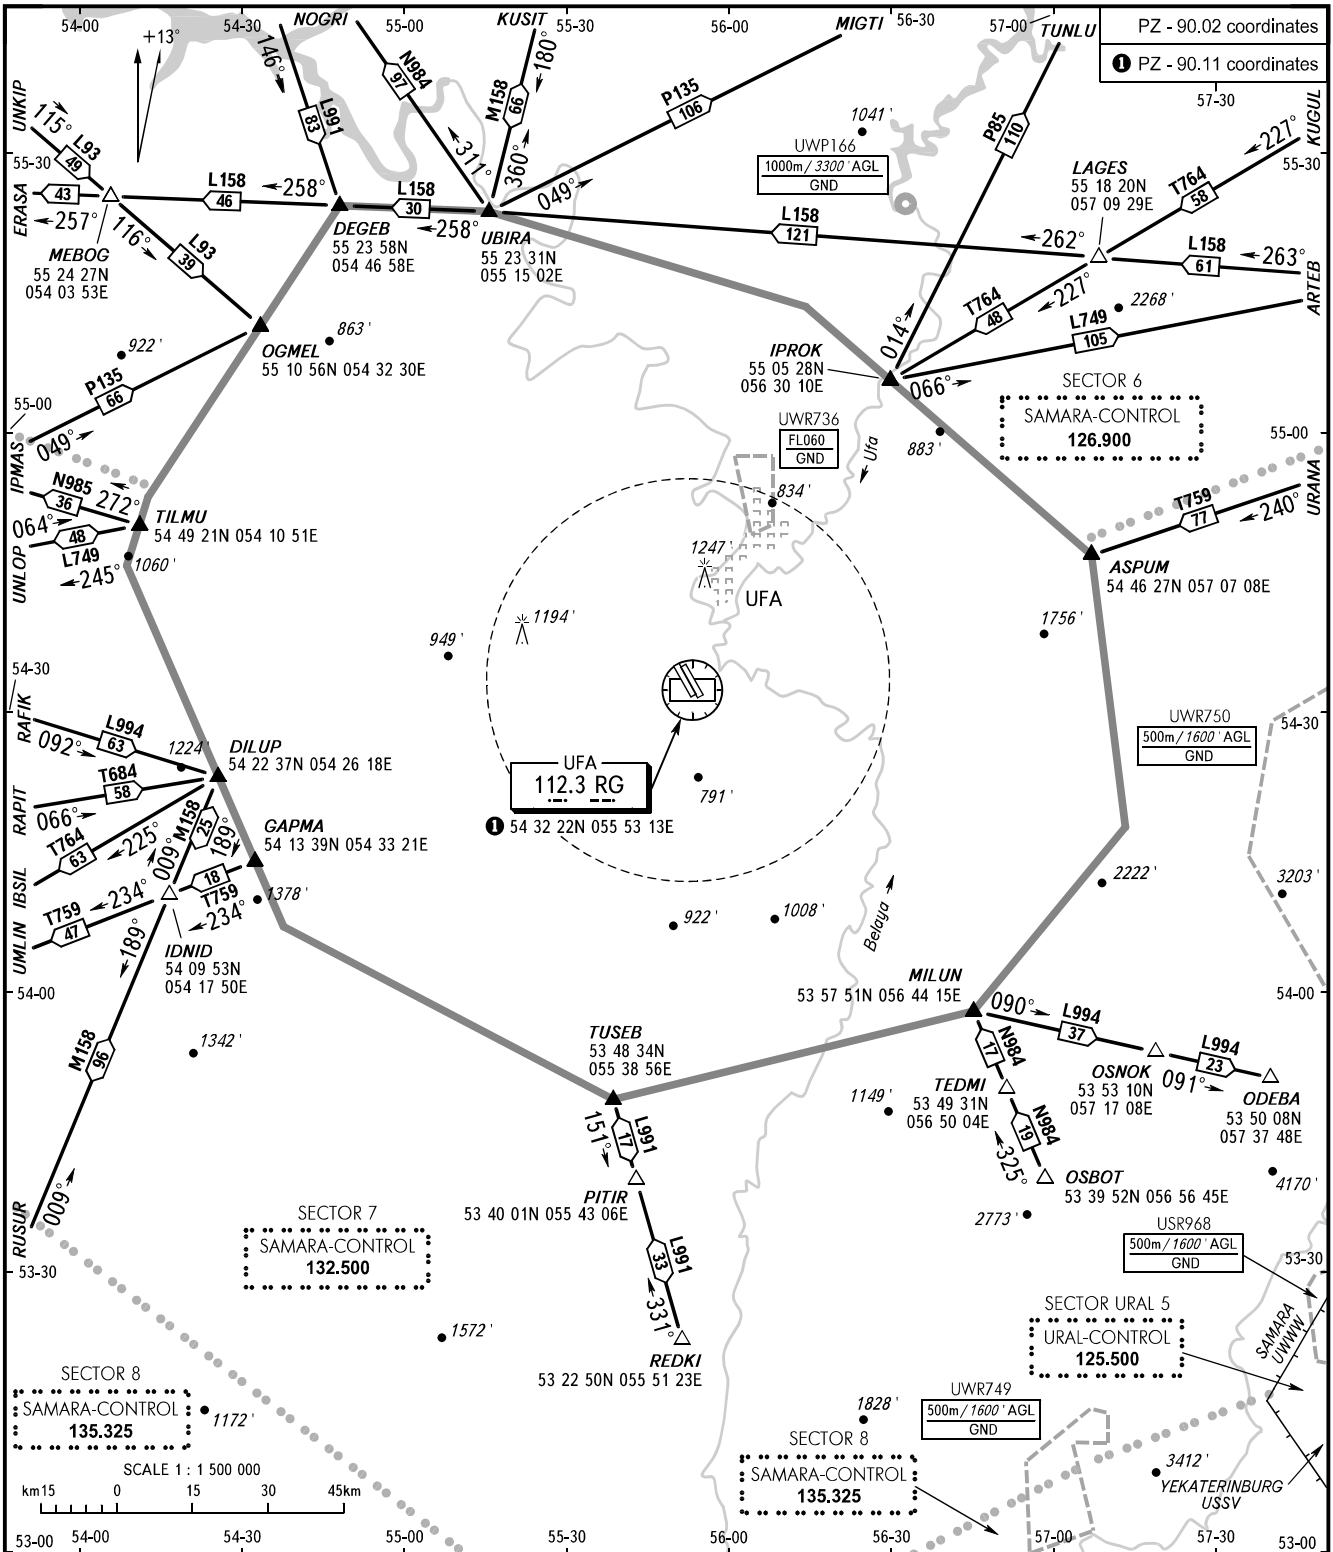 54-00
54-30
NOGRI
55-00
KUSIT
55-30
56-00
MIGTI
56-30
57-00
TUNLU
PZ - 90.02 coordinates
❶ PZ - 90.11 coordinates
57-30
+13°
UNKIP
115°
L93
49
146°
L991
83
N984
97
311°
M158
66
180°
360°
P135
106
049°
1041'
UWP166
1000m / 3300' AGL
GND
P85
110
227°
KUGUL
55-30
55-30
LAGES
55 18 20N
057 09 29E
T764
58
ERASA
43
257°
L158
46
258°
L158
30
258°
L158
121
262°
L158
61
263°
ARTEB
MEBOG
55 24 27N
054 03 53E
116°
L93
39
DEGEB
55 23 58N
054 46 58E
UBIRA
55 23 31N
055 15 02E
T764
48
227°
2268'
L749
105
014°
066°
922'
863'
OGMEL
55 10 56N 054 32 30E
IPROK
55 05 28N
056 30 10E
P135
66
049°
55-00
IPMAS
SECTOR 6
SAMARA-CONTROL
126.900
UWR736
FL060
GND
Ufa
883'
55-00
834'
N985
36
272°
064°
48
L749
245°
UNLOP
TILMU
54 49 21N 054 10 51E
1060'
T759
77
240°
URANA
1247'
UFA
ASPUM
54 46 27N 057 07 08E
1194'
949'
1756'
54-30
RAFIK
L994
63
092°
1224'
DILUP
54 22 37N 054 26 18E
UWR750
500m / 1600' AGL
GND
54-30
T684
58
066°
RAPIT
T764
63
225°
IBSIL
M158
25
009°
189°
UFA
112.3 RG
❶ 54 32 22N 055 53 13E
791'
GAPMA
54 13 39N 054 33 21E
18
T759
234°
1378'
T759
47
234°
UMLIN
189°
IDNID
54 09 53N
054 17 50E
2222'
3203'
922'
1008'
Belaya
54-00
54-00
MILUN
53 57 51N 056 44 15E
090°
L994
37
L994
23
091°
M158
96
1342'
TUSEB
53 48 34N
055 38 56E
N984
17
TEDMI
53 49 31N
056 50 04E
OSNOK
53 53 10N
057 17 08E
ODEBA
53 50 08N
057 37 48E
1149'
N984
19
325°
151°
L991
17
PITIR
53 40 01N 055 43 06E
OSBOT
53 39 52N 056 56 45E
4170'
2773'
RUSUR
009°
SECTOR 7
SAMARA-CONTROL
132.500
L991
33
331°
USR968
500m / 1600' AGL
GND
53-30
53-30
SECTOR URAL 5
URAL-CONTROL
125.500
SAMARA
UWWW
1572'
REDKI
53 22 50N 055 51 23E
SECTOR 8
SAMARA-CONTROL
135.325
1172'
UWR749
500m / 1600' AGL
GND
1828'
SECTOR 8
SAMARA-CONTROL
135.325
3412'
YEKATERINBURG
USSV
SCALE 1 : 1 500 000
km15 0 15 30 45km
53-00
54-00
54-30
55-00
55-30
56-00
56-30
57-00
57-30
53-00